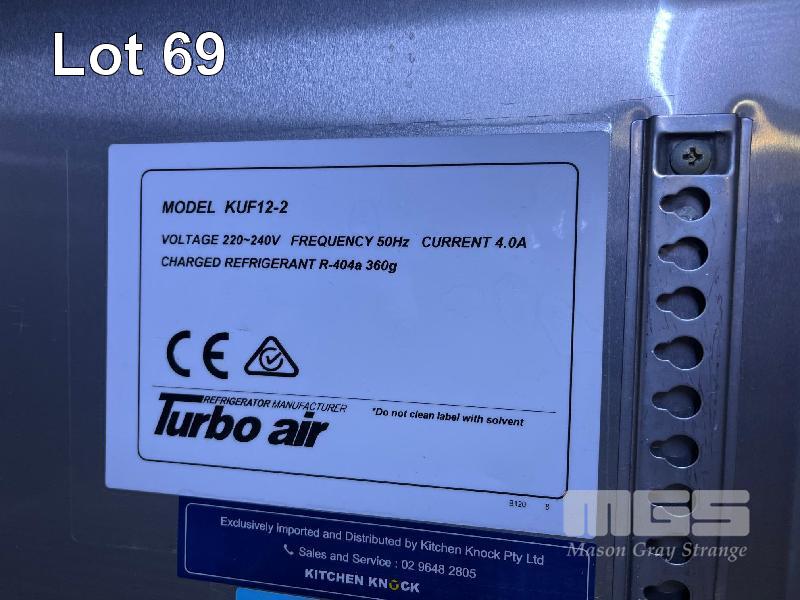 Lot 69
MODEL KUF12-2
VOLTAGE 220~240V FREQUENCY 50Hz CURRENT 4.0A
CHARGED REFRIGERANT R-404a 360g
CE
REFRIGERATOR MANUFACTURER
Turbo air
*Do not clean label with solvent
B120 8
Exclusively Imported and Distributed by Kitchen Knock Pty Ltd
Sales and Service : 02 9648 2805
KITCHEN KNOCK
MGS
Mason Gray Strange